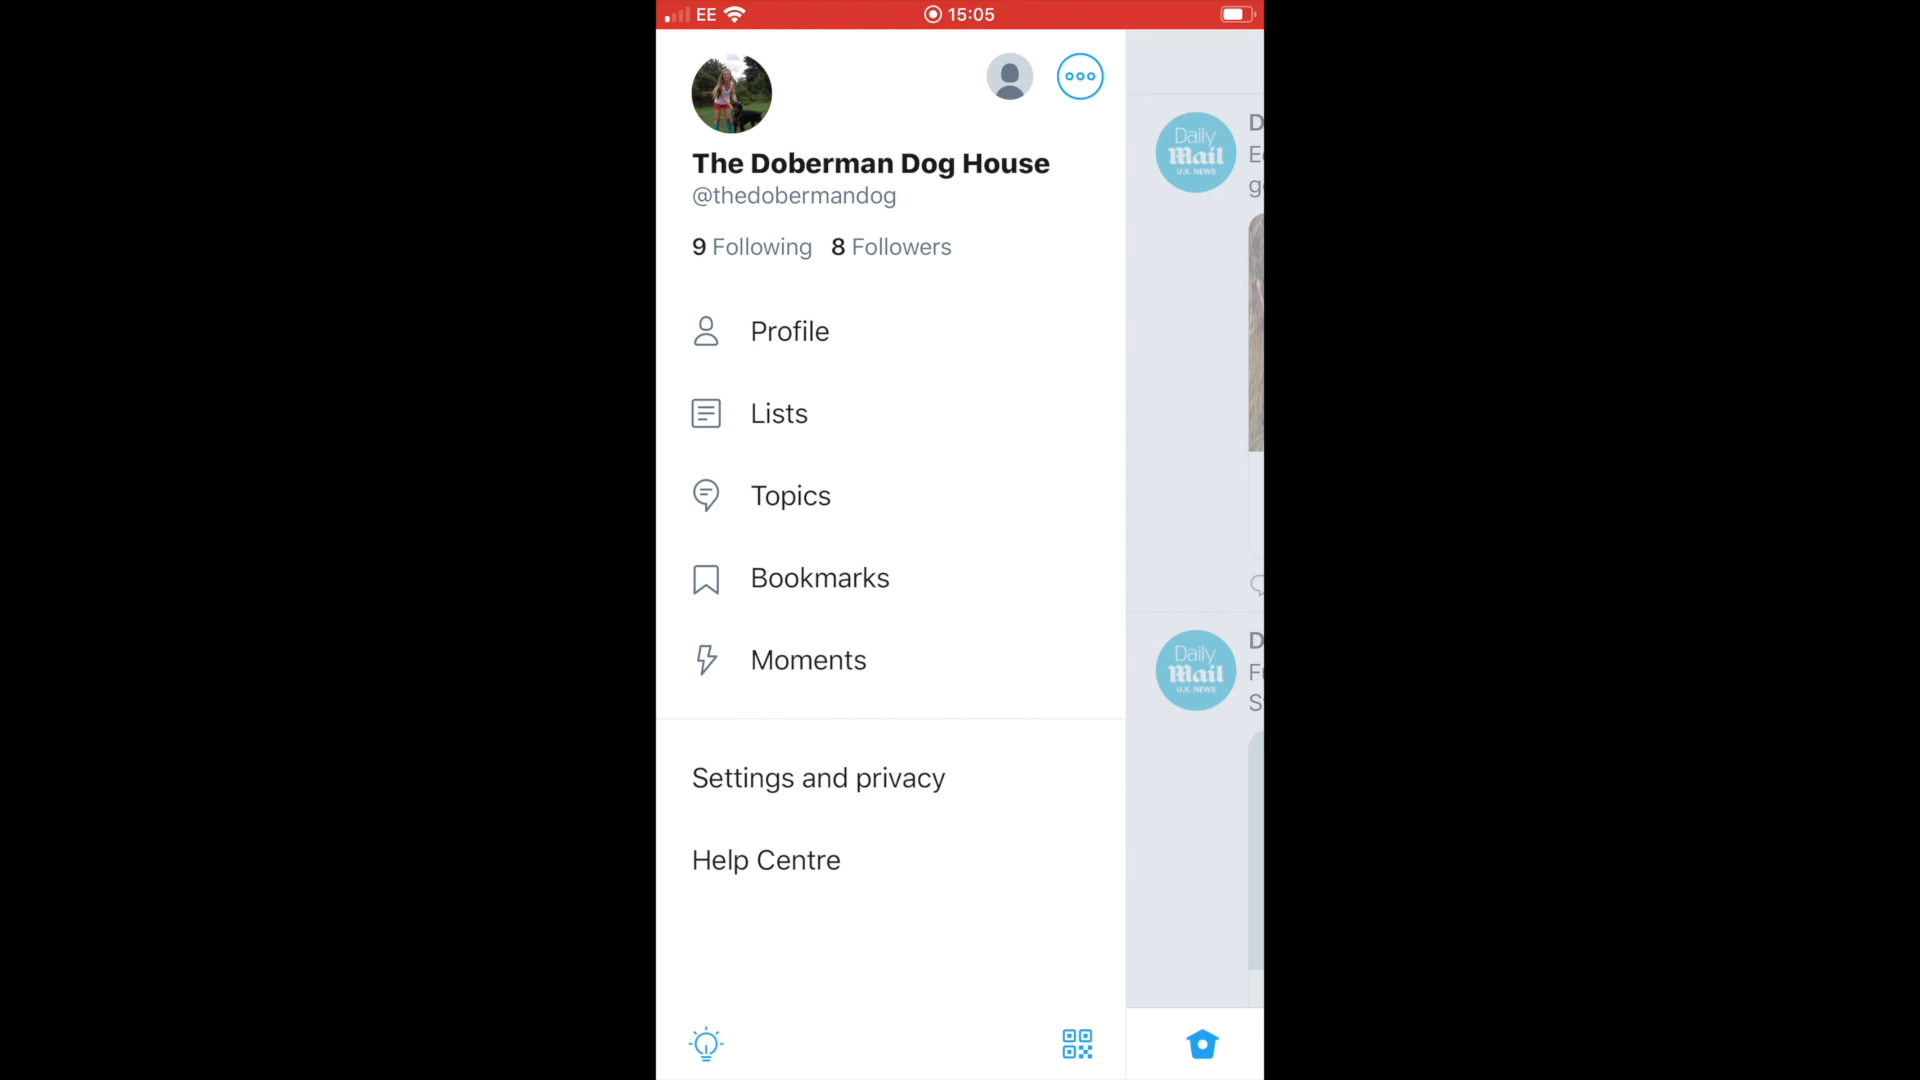 EE 15:05
The Doberman Dog House
@thedobermandog
9 Following 8 Followers
Profile
Lists
Topics
Bookmarks
Moments
Settings and privacy
Help Centre
Daily
Mail
U.K. NEWS
D
g
Daily
Mail
U.K. NEWS
D
S